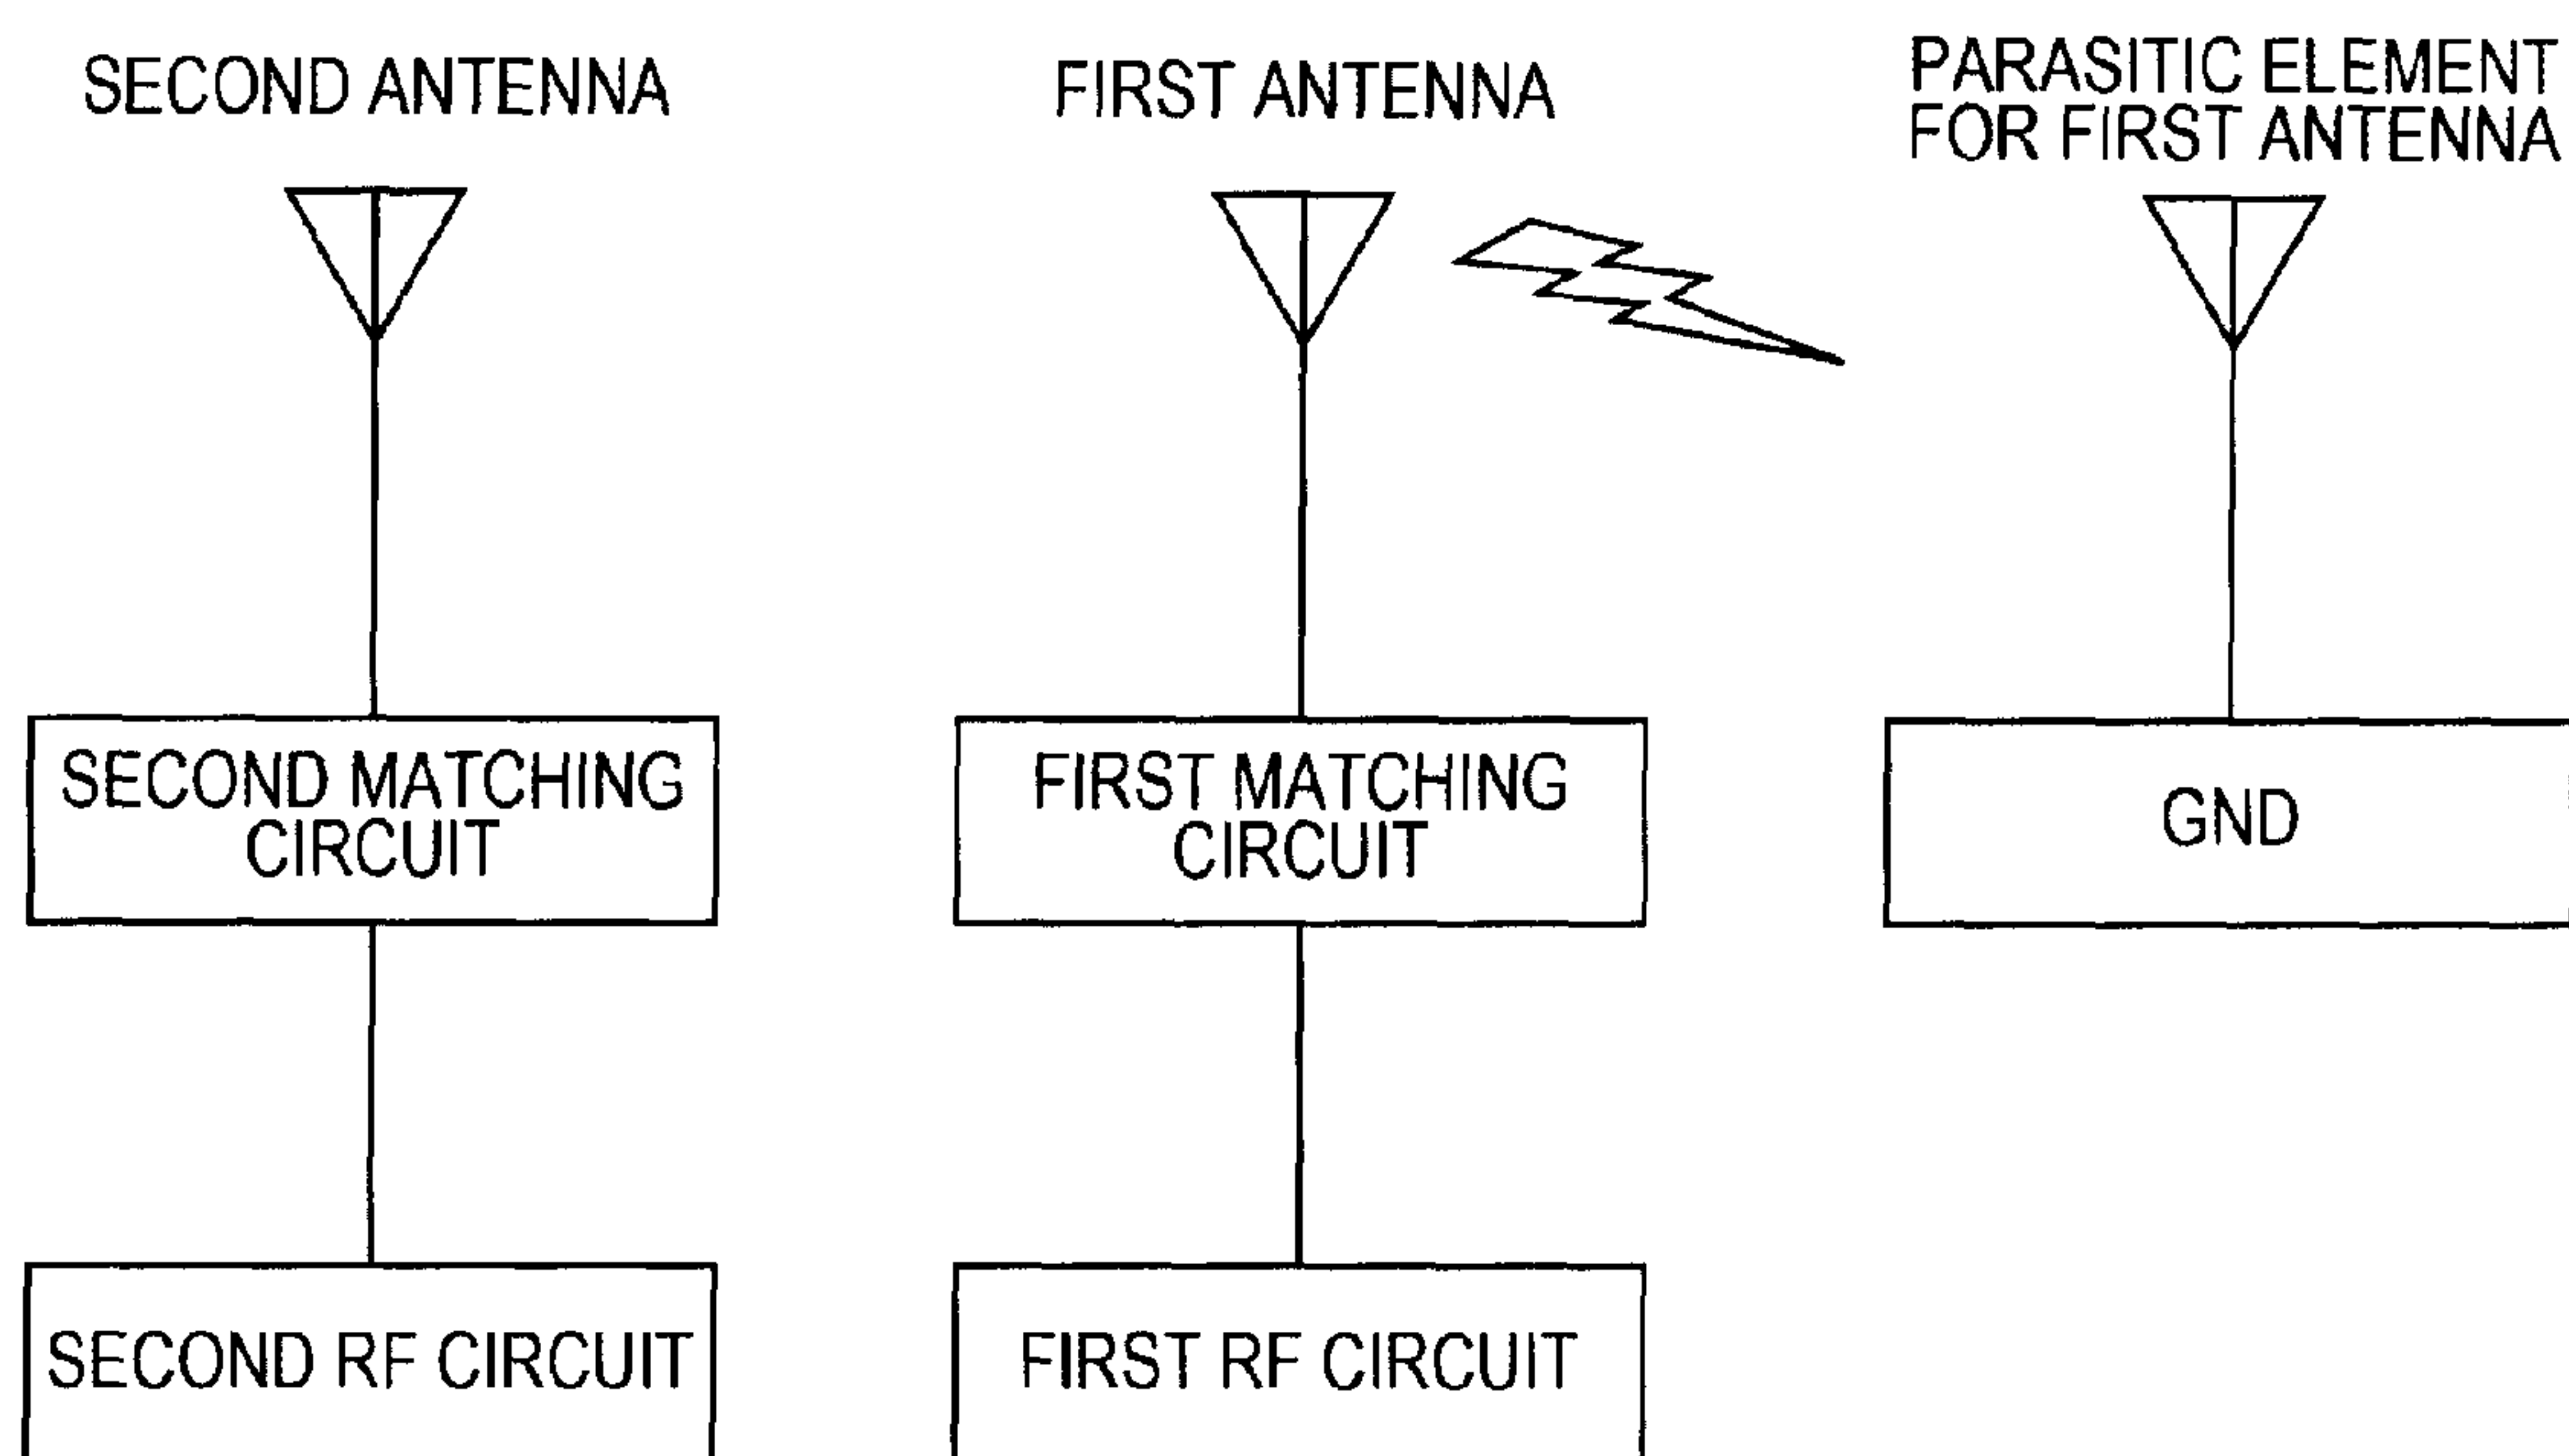 SECOND ANTENNA
FIRST ANTENNA
PARASITIC ELEMENT
FOR FIRST ANTENNA
SECOND MATCHING
CIRCUIT
FIRST MATCHING
CIRCUIT
GND
SECOND RF CIRCUIT
FIRST RF CIRCUIT